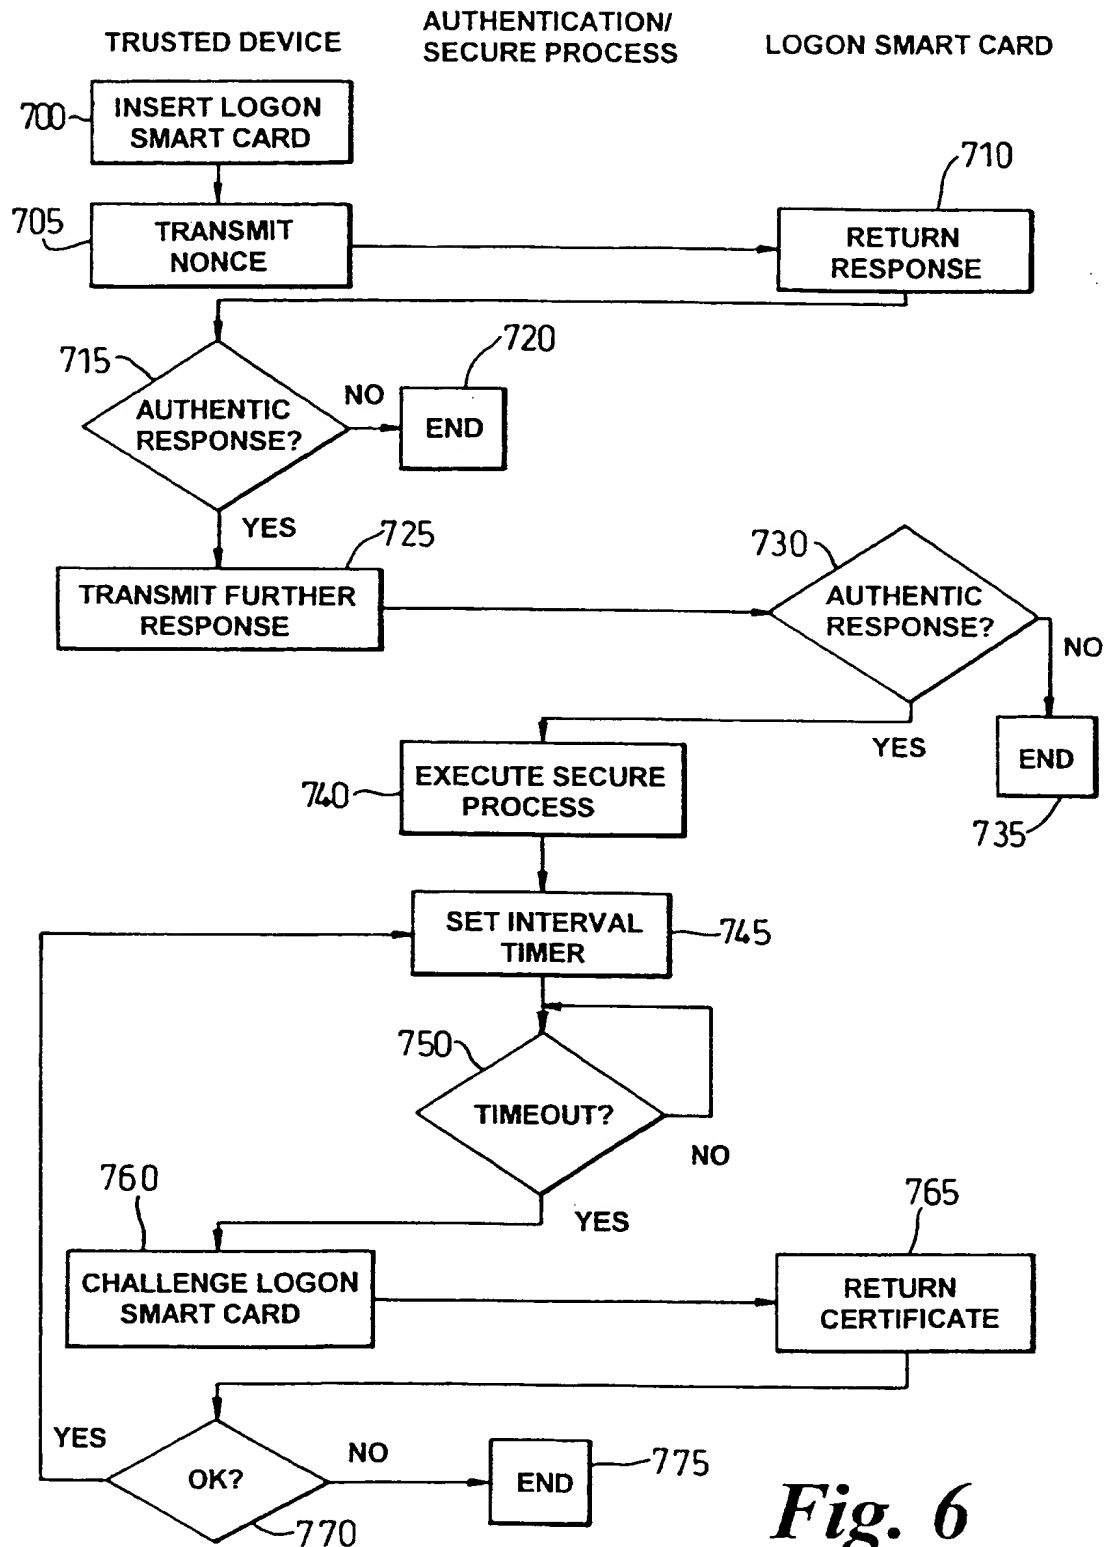 TRUSTED DEVICE
AUTHENTICATION/
SECURE PROCESS
LOGON SMART CARD
700
INSERT LOGON
SMART CARD
705
TRANSMIT
NONCE
710
RETURN
RESPONSE
715
AUTHENTIC
RESPONSE?
NO
720
END
YES
725
TRANSMIT FURTHER
RESPONSE
730
AUTHENTIC
RESPONSE?
NO
YES
END
735
740
EXECUTE SECURE
PROCESS
SET INTERVAL
TIMER
745
750
TIMEOUT?
NO
YES
760
CHALLENGE LOGON
SMART CARD
765
RETURN
CERTIFICATE
YES
OK?
NO
770
END
775
Fig. 6